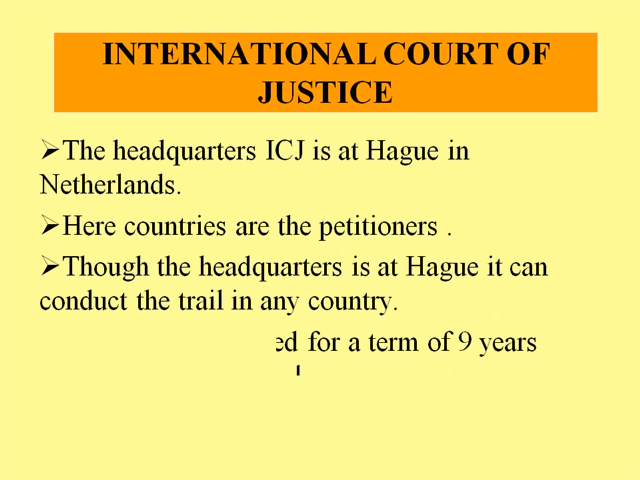 INTERNATIONAL COURT OF
JUSTICE
➢The headquarters ICJ is at Hague in
Netherlands.
➢Here countries are the petitioners .
➢Though the headquarters is at Hague it can
conduct the trail in any country.
for a term of 9 years